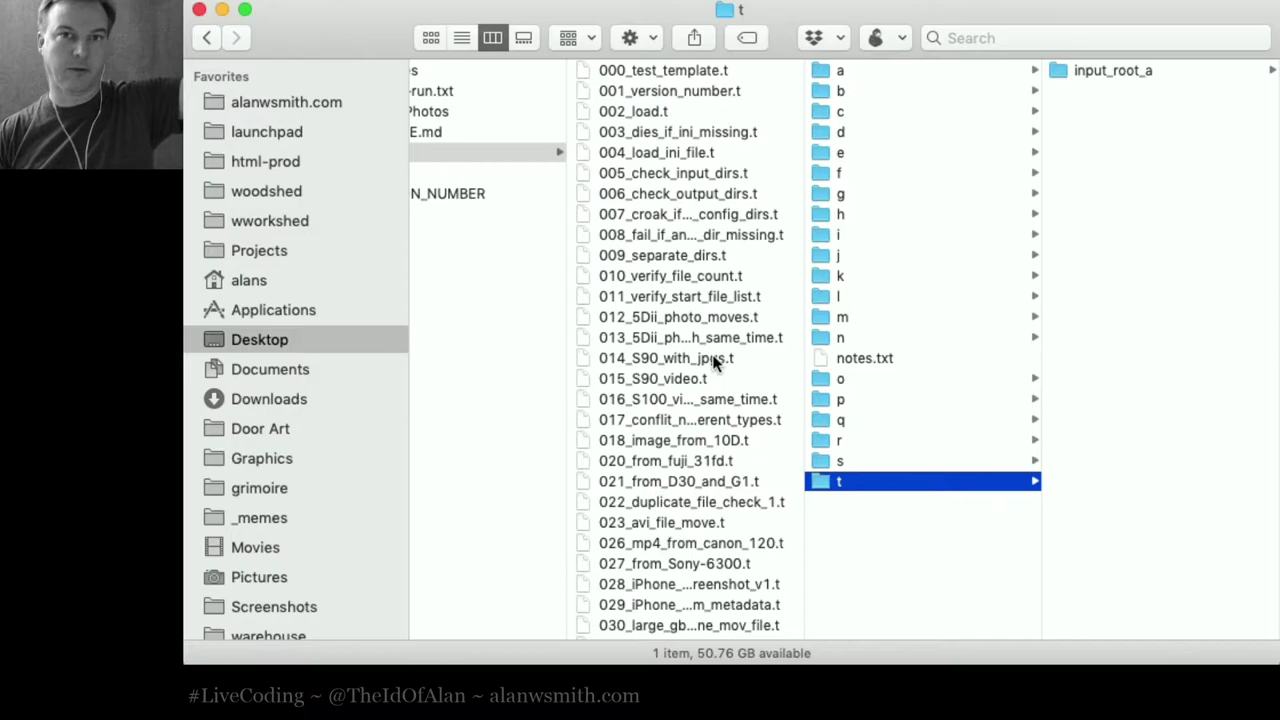 t
Search
Favorites
alanwsmith.com
launchpad
html-prod
woodshed
wworkshed
Projects
alans
Applications
Desktop
Documents
Downloads
Door Art
Graphics
grimoire
_memes
Movies
Pictures
Screenshots
warehouse
s
-run.txt
Photos
E.md
N_NUMBER
000_test_template.t
001_version_number.t
002_load.t
003_dies_if_ini_missing.t
004_load_ini_file.t
005_check_input_dirs.t
006_check_output_dirs.t
007_croak_if..._config_dirs.t
008_fail_if_an..._dir_missing.t
009_separate_dirs.t
010_verify_file_count.t
011_verify_start_file_list.t
012_5Dii_photo_moves.t
013_5Dii_ph...h_same_time.t
014_S90_with_jpgs.t
015_S90_video.t
016_S100_vi..._same_time.t
017_conflit_n...erent_types.t
018_image_from_10D.t
020_from_fuji_31fd.t
021_from_D30_and_G1.t
022_duplicate_file_check_1.t
023_avi_file_move.t
026_mp4_from_canon_120.t
027_from_Sony-6300.t
028_iPhone_...reenshot_v1.t
029_iPhone_...m_metadata.t
030_large_gb...ne_mov_file.t
a
b
c
d
e
f
g
h
i
j
k
l
m
n
notes.txt
o
p
q
r
s
t
input_root_a
1 item, 50.76 GB available
#LiveCoding ~ @TheIdOfAlan ~ alanwsmith.com